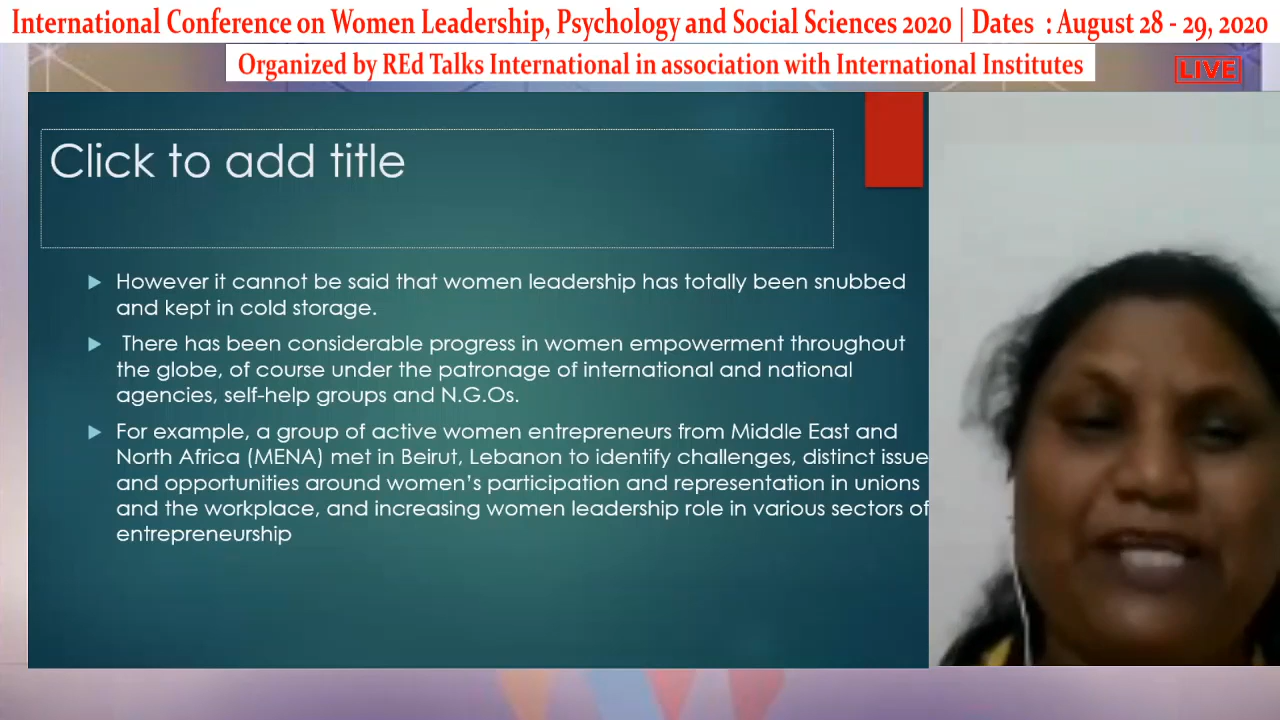 International Conference on Women Leadership, Psychology and Social Sciences 2020 | Dates : August 28 - 29, 2020
Organized by REd Talks International in association with International Institutes
LIVE
Click to add title
However it cannot be said that women leadership has totally been snubbed
and kept in cold storage.
There has been considerable progress in women empowerment throughout
the globe, of course under the patronage of international and national
agencies, self-help groups and N.G.Os.
For example, a group of active women entrepreneurs from Middle East and
North Africa (MENA) met in Beirut, Lebanon to identify challenges, distinct issue
and opportunities around women's participation and representation in unions
and the workplace, and increasing women leadership role in various sectors of
entrepreneurship